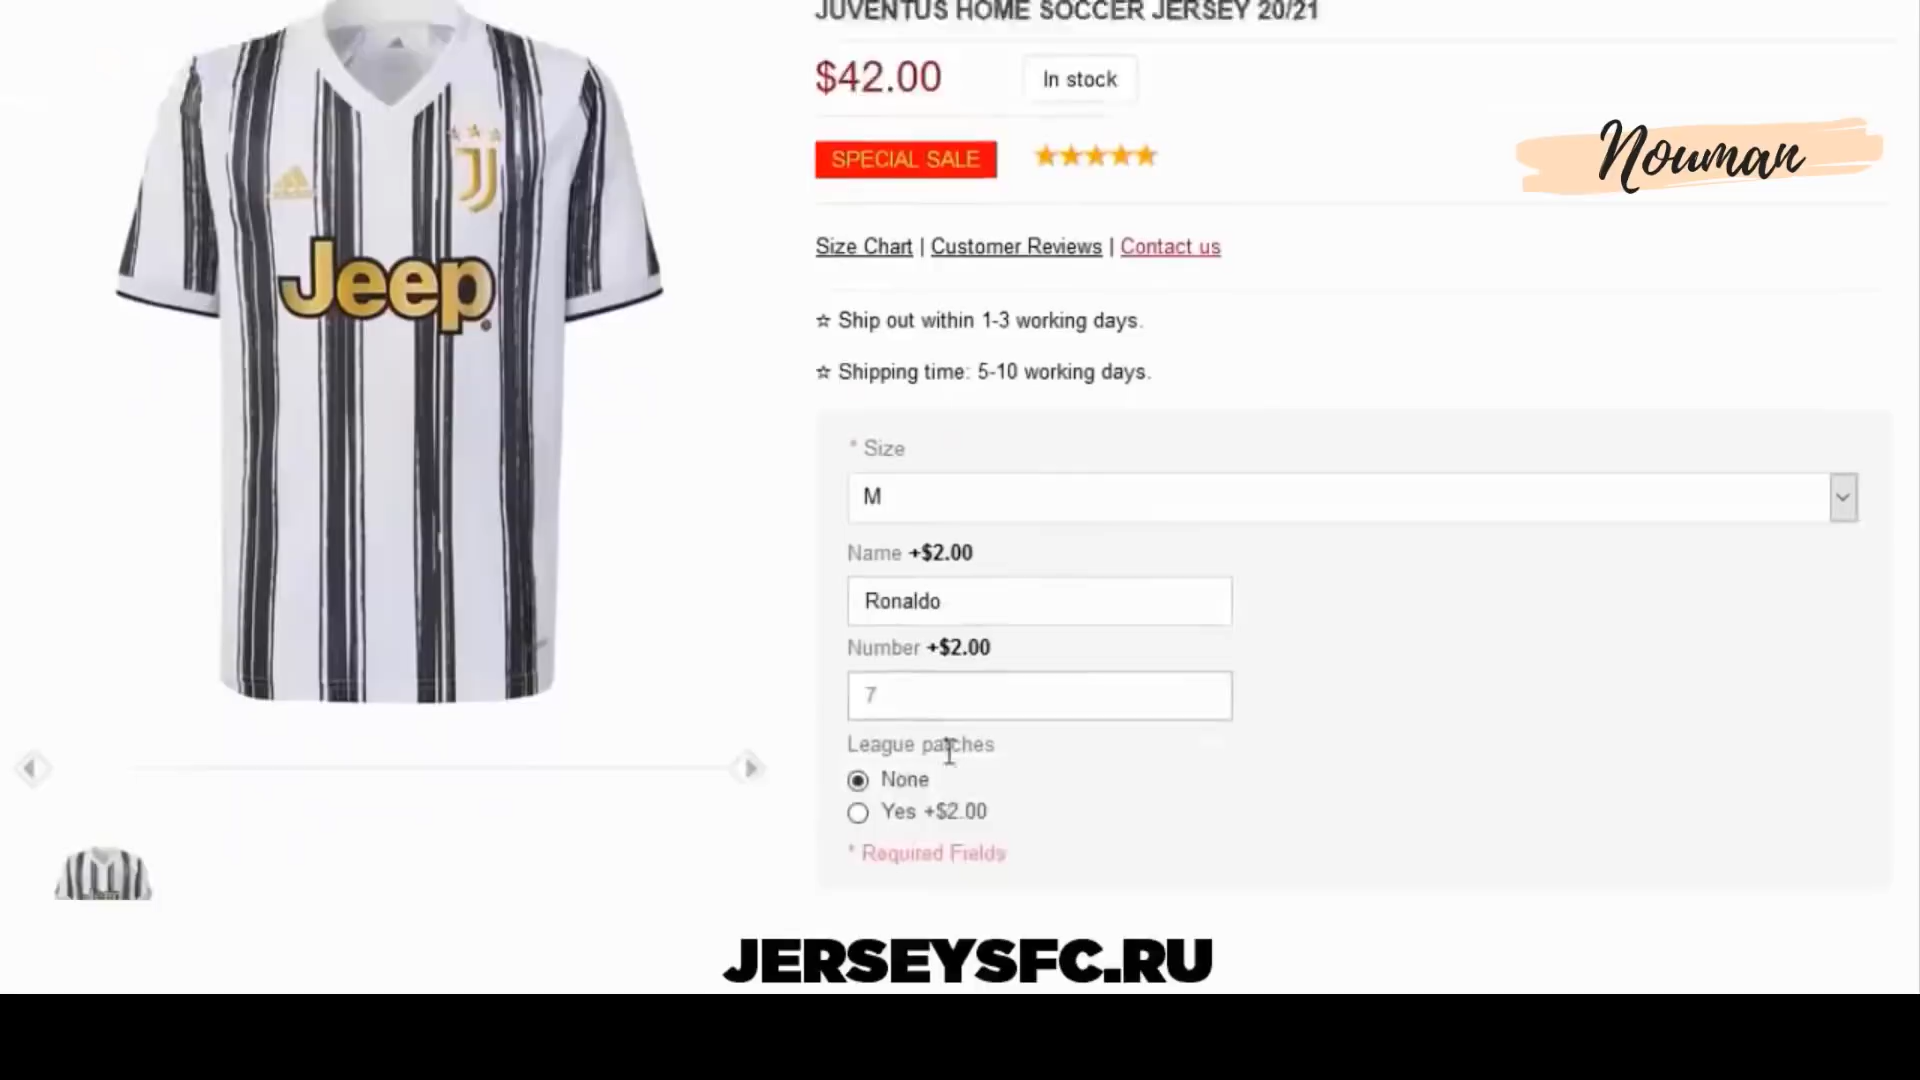 JUVENTUS HOME SOCCER JERSEY 20/21
$42.00 In stock
Nouman
SPECIAL SALE
Size Chart | Customer Reviews | Contact us
☆ Ship out within 1-3 working days.
☆ Shipping time: 5-10 working days.
* Size
M
Name +$2.00
Ronaldo
Number +$2.00
7
League patches
None
Yes +$2.00
* Required Fields
Jeep
JERSEYSFC.RU